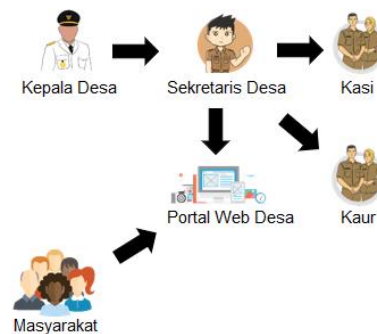 Kepala Desa
Sekretaris Desa
Kasi
Portal Web Desa
Kaur
Masyarakat